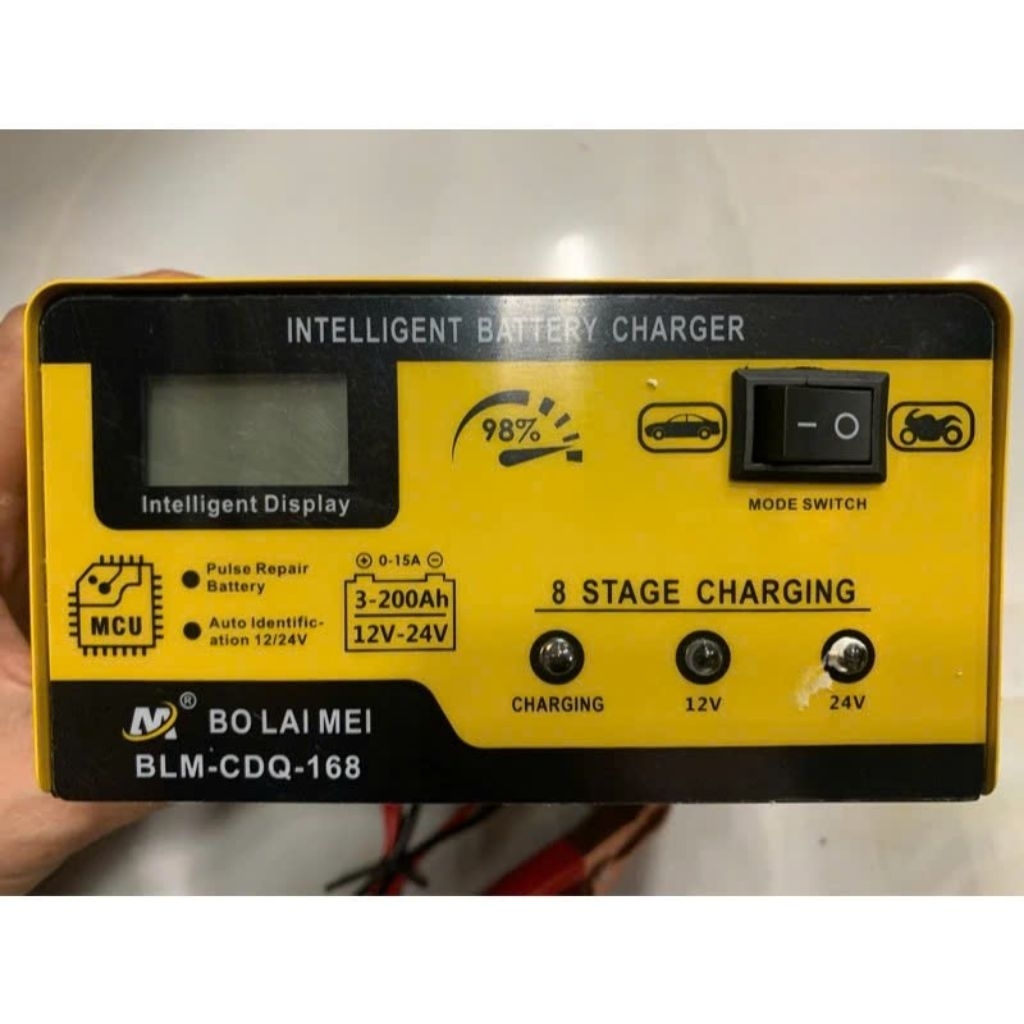 INTELLIGENT BATTERY CHARGER
98%
Intelligent Display
– O
MODE SWITCH
MCU
Pulse Repair
Battery
Auto Identific-
ation 12/24V
+ 0-15A −
3-200Ah
12V-24V
8 STAGE CHARGING
CHARGING
12V
24V
M®
BO LAI MEI
BLM-CDQ-168